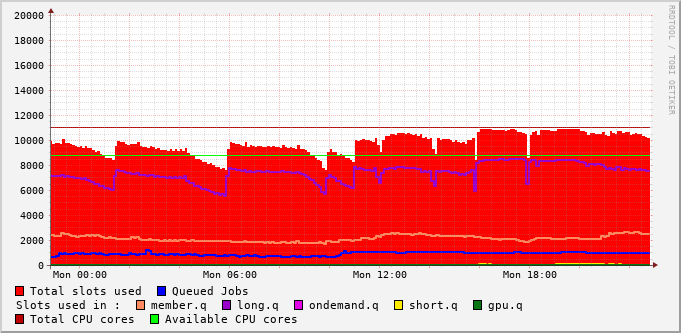 20000
18000
16000
14000
12000
10000
8000
6000
4000
2000
0
Mon 00:00 Mon 06:00 Mon 12:00 Mon 18:00
Total slots used Queued Jobs
Slots used in : member.q long.q ondemand.q short.q gpu.q
Total CPU cores Available CPU cores
RRDTOOL / TOBI OETIKER